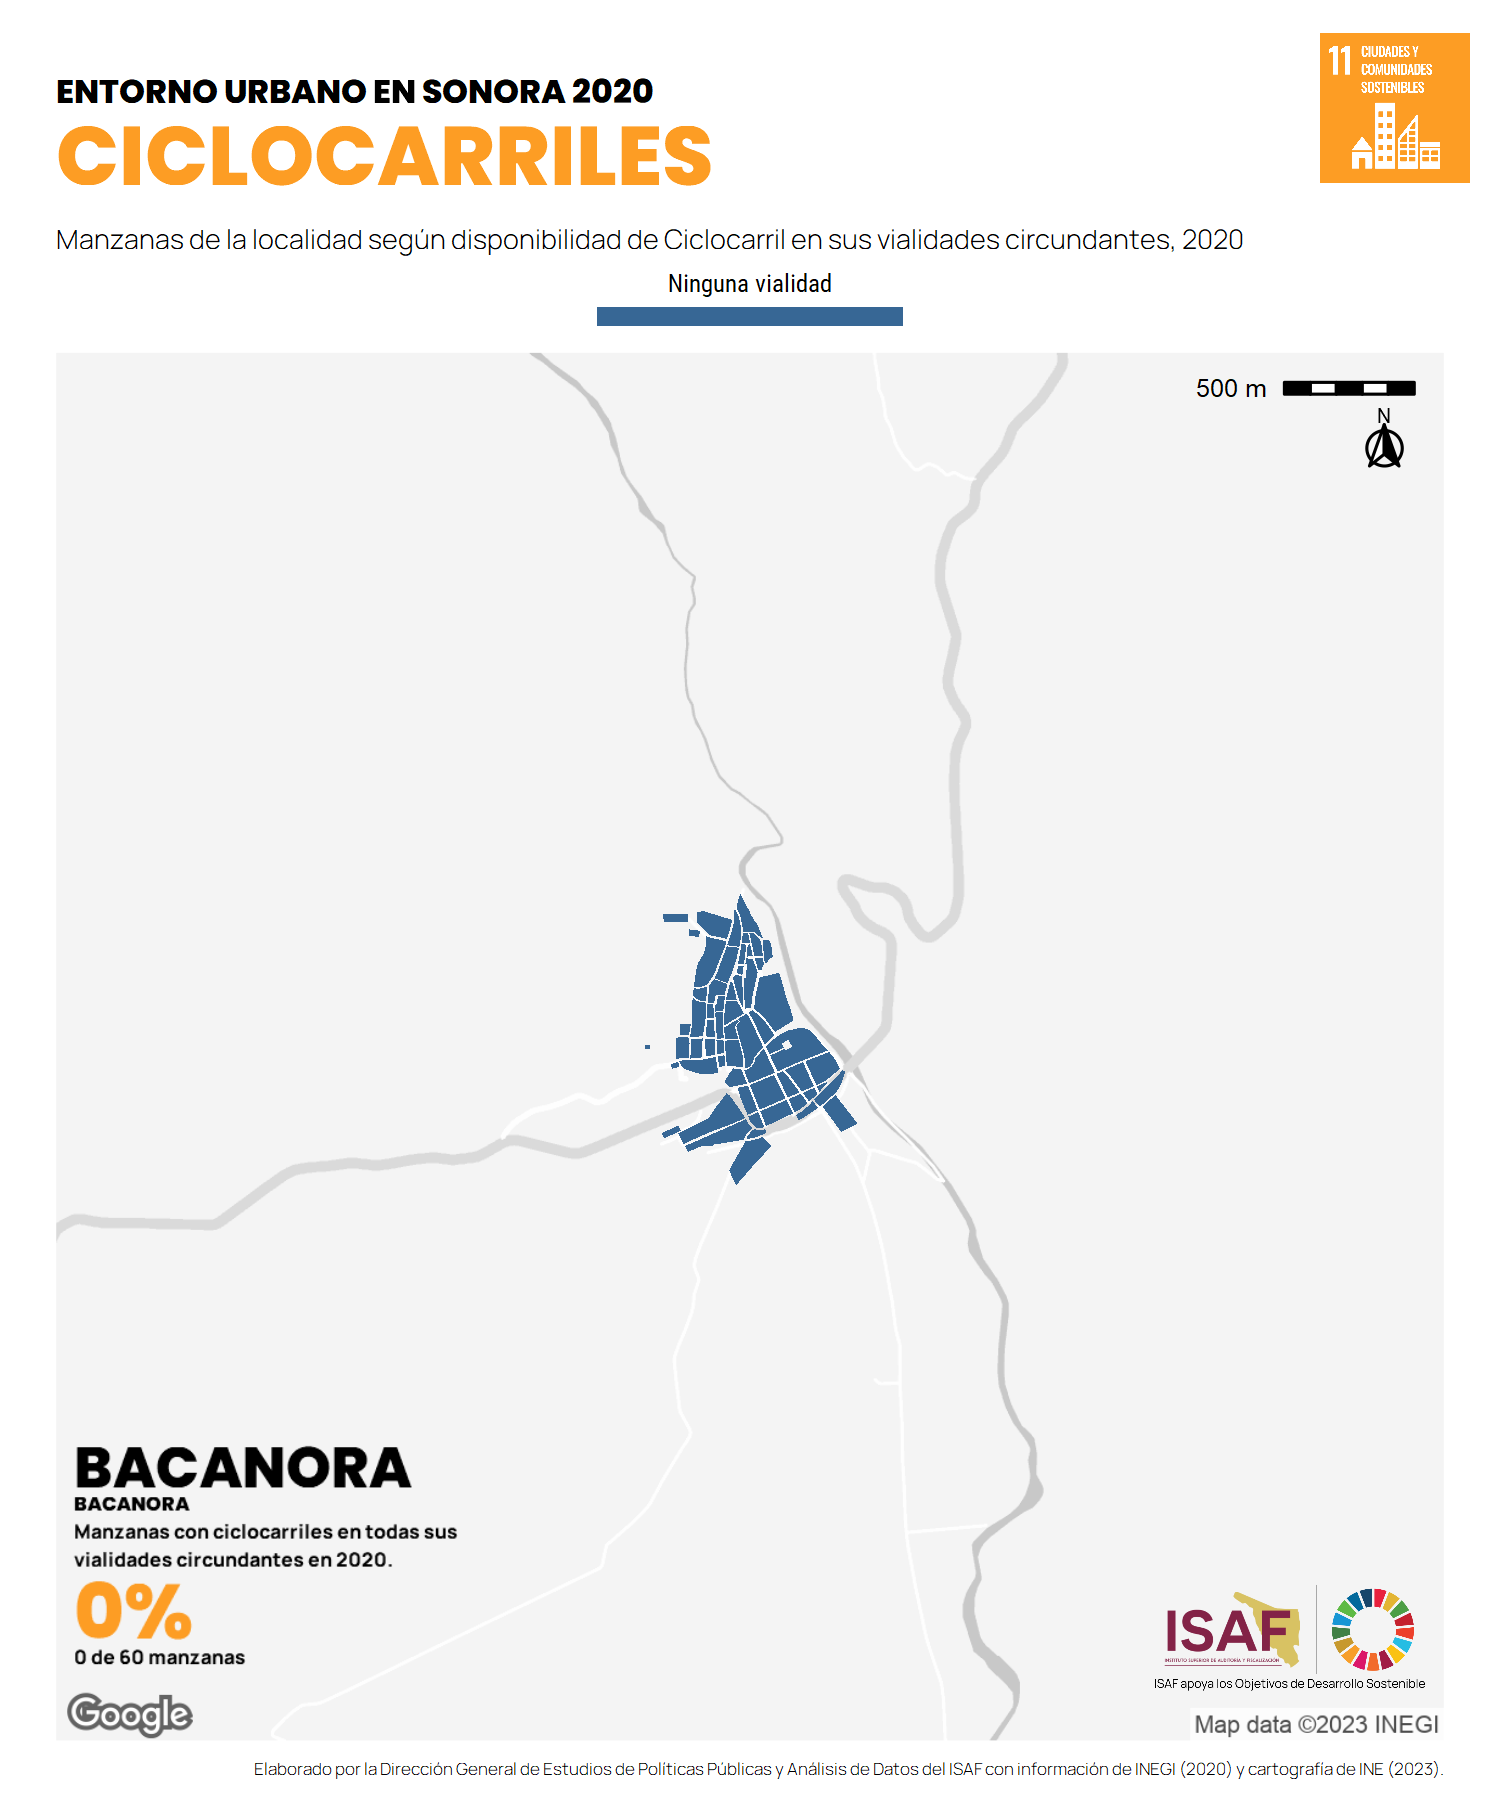 ENTORNO URBANO EN SONORA 2020
CICLOCARRILES
11 CIUDADES Y
COMUNIDADES
SOSTENIBLES
Manzanas de la localidad según disponibilidad de Ciclocarril en sus vialidades circundantes, 2020
Ninguna vialidad
500 m
N
BACANORA
BACANORA
Manzanas con ciclocarriles en todas sus
vialidades circundantes en 2020.
0%
0 de 60 manzanas
Google
ISAF
INSTITUTO SUPERIOR DE AUDITORÍA Y FISCALIZACIÓN
ISAF apoya los Objetivos de Desarrollo Sostenible
Map data ©2023 INEGI
Elaborado por la Dirección General de Estudios de Políticas Públicas y Análisis de Datos del ISAF con información de INEGI (2020) y cartografía de INE (2023).